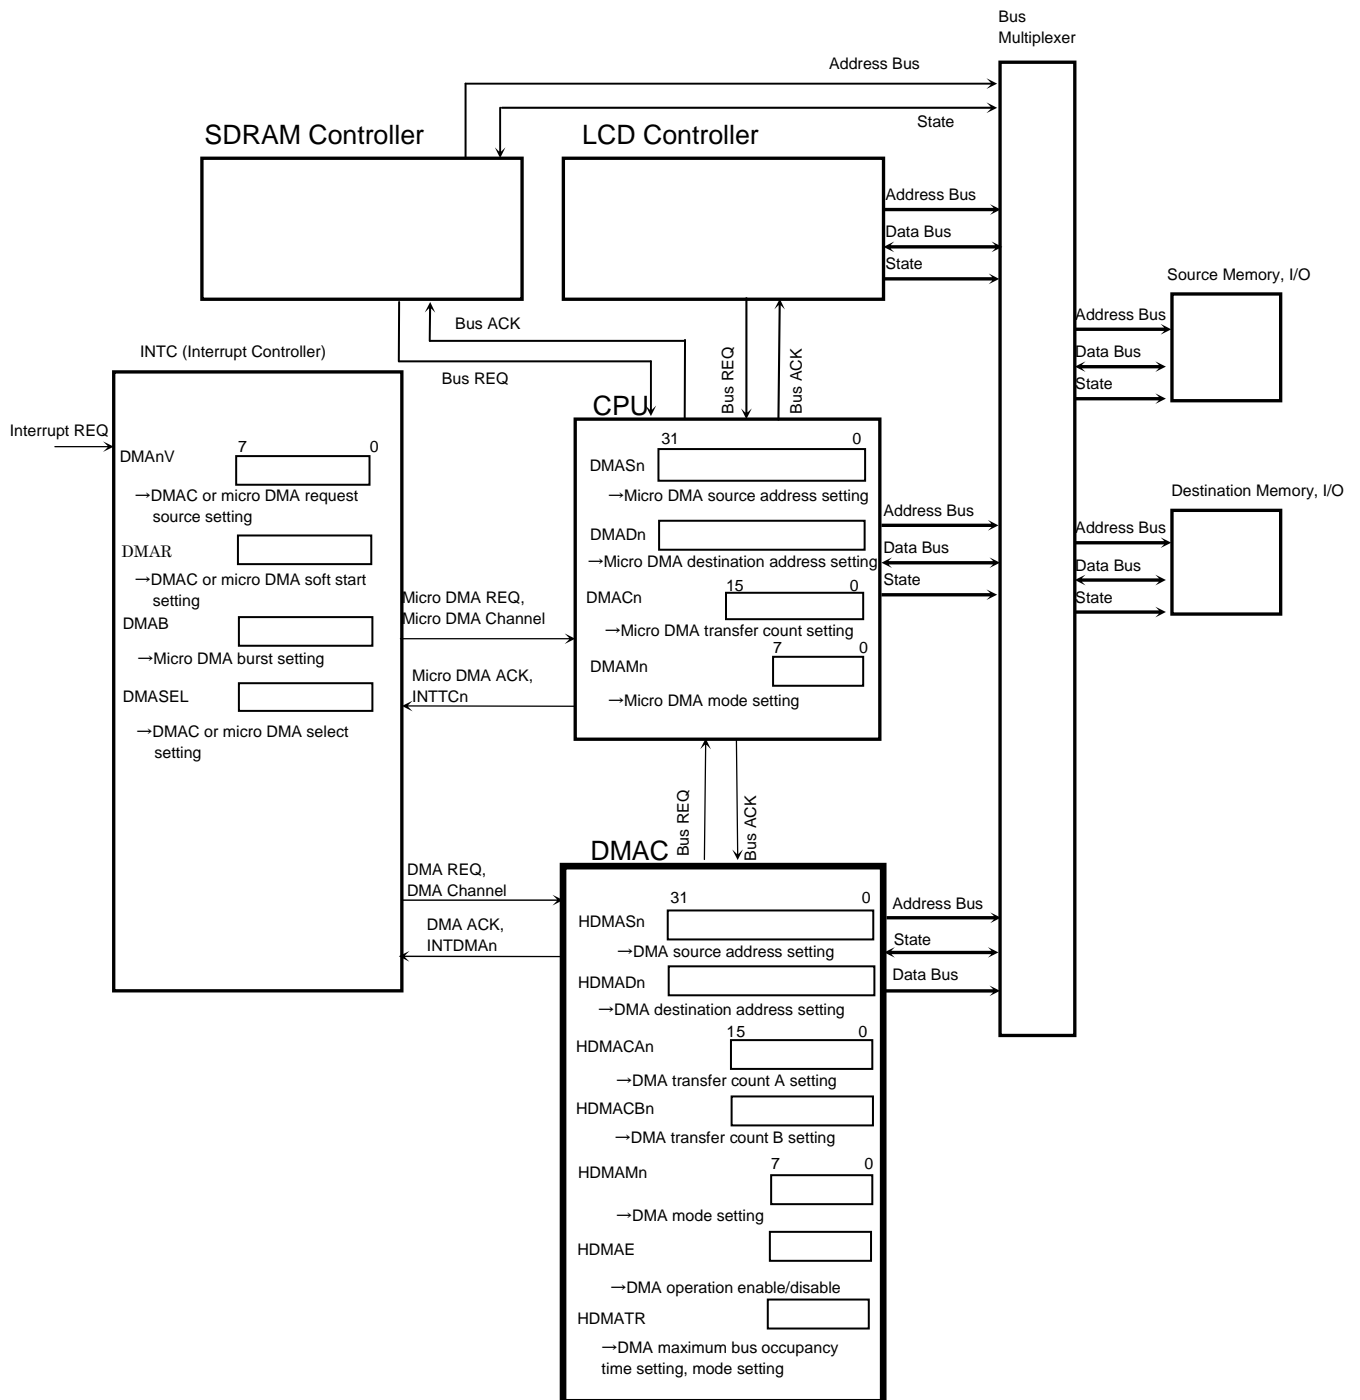 Bus
Multiplexer
Address Bus
State
SDRAM Controller
LCD Controller
Address Bus
Data Bus
State
Source Memory, I/O
Address Bus
Data Bus
State
Bus ACK
Bus REQ
Bus REQ
Bus ACK
INTC (Interrupt Controller)
Interrupt REQ
DMAnV
7 0
→DMAC or micro DMA request
source setting
DMAR
→DMAC or micro DMA soft start
setting
DMAB
→Micro DMA burst setting
DMASEL
→DMAC or micro DMA select
setting
Micro DMA REQ,
Micro DMA Channel
Micro DMA ACK,
INTTCn
CPU
31 0
DMASn
→Micro DMA source address setting
DMADn
→Micro DMA destination address setting
DMACn
15 0
→Micro DMA transfer count setting
DMAMn
7 0
→Micro DMA mode setting
Address Bus
Data Bus
State
Destination Memory, I/O
Address Bus
Data Bus
State
Bus REQ
Bus ACK
DMA REQ,
DMA Channel
DMA ACK,
INTDMAn
DMAC
31 0
HDMASn
→DMA source address setting
HDMADn
→DMA destination address setting
15 0
HDMACAn
→DMA transfer count A setting
HDMACBn
→DMA transfer count B setting
7 0
HDMAMn
→DMA mode setting
HDMAE
→DMA operation enable/disable
HDMATR
→DMA maximum bus occupancy
time setting, mode setting
Address Bus
State
Data Bus